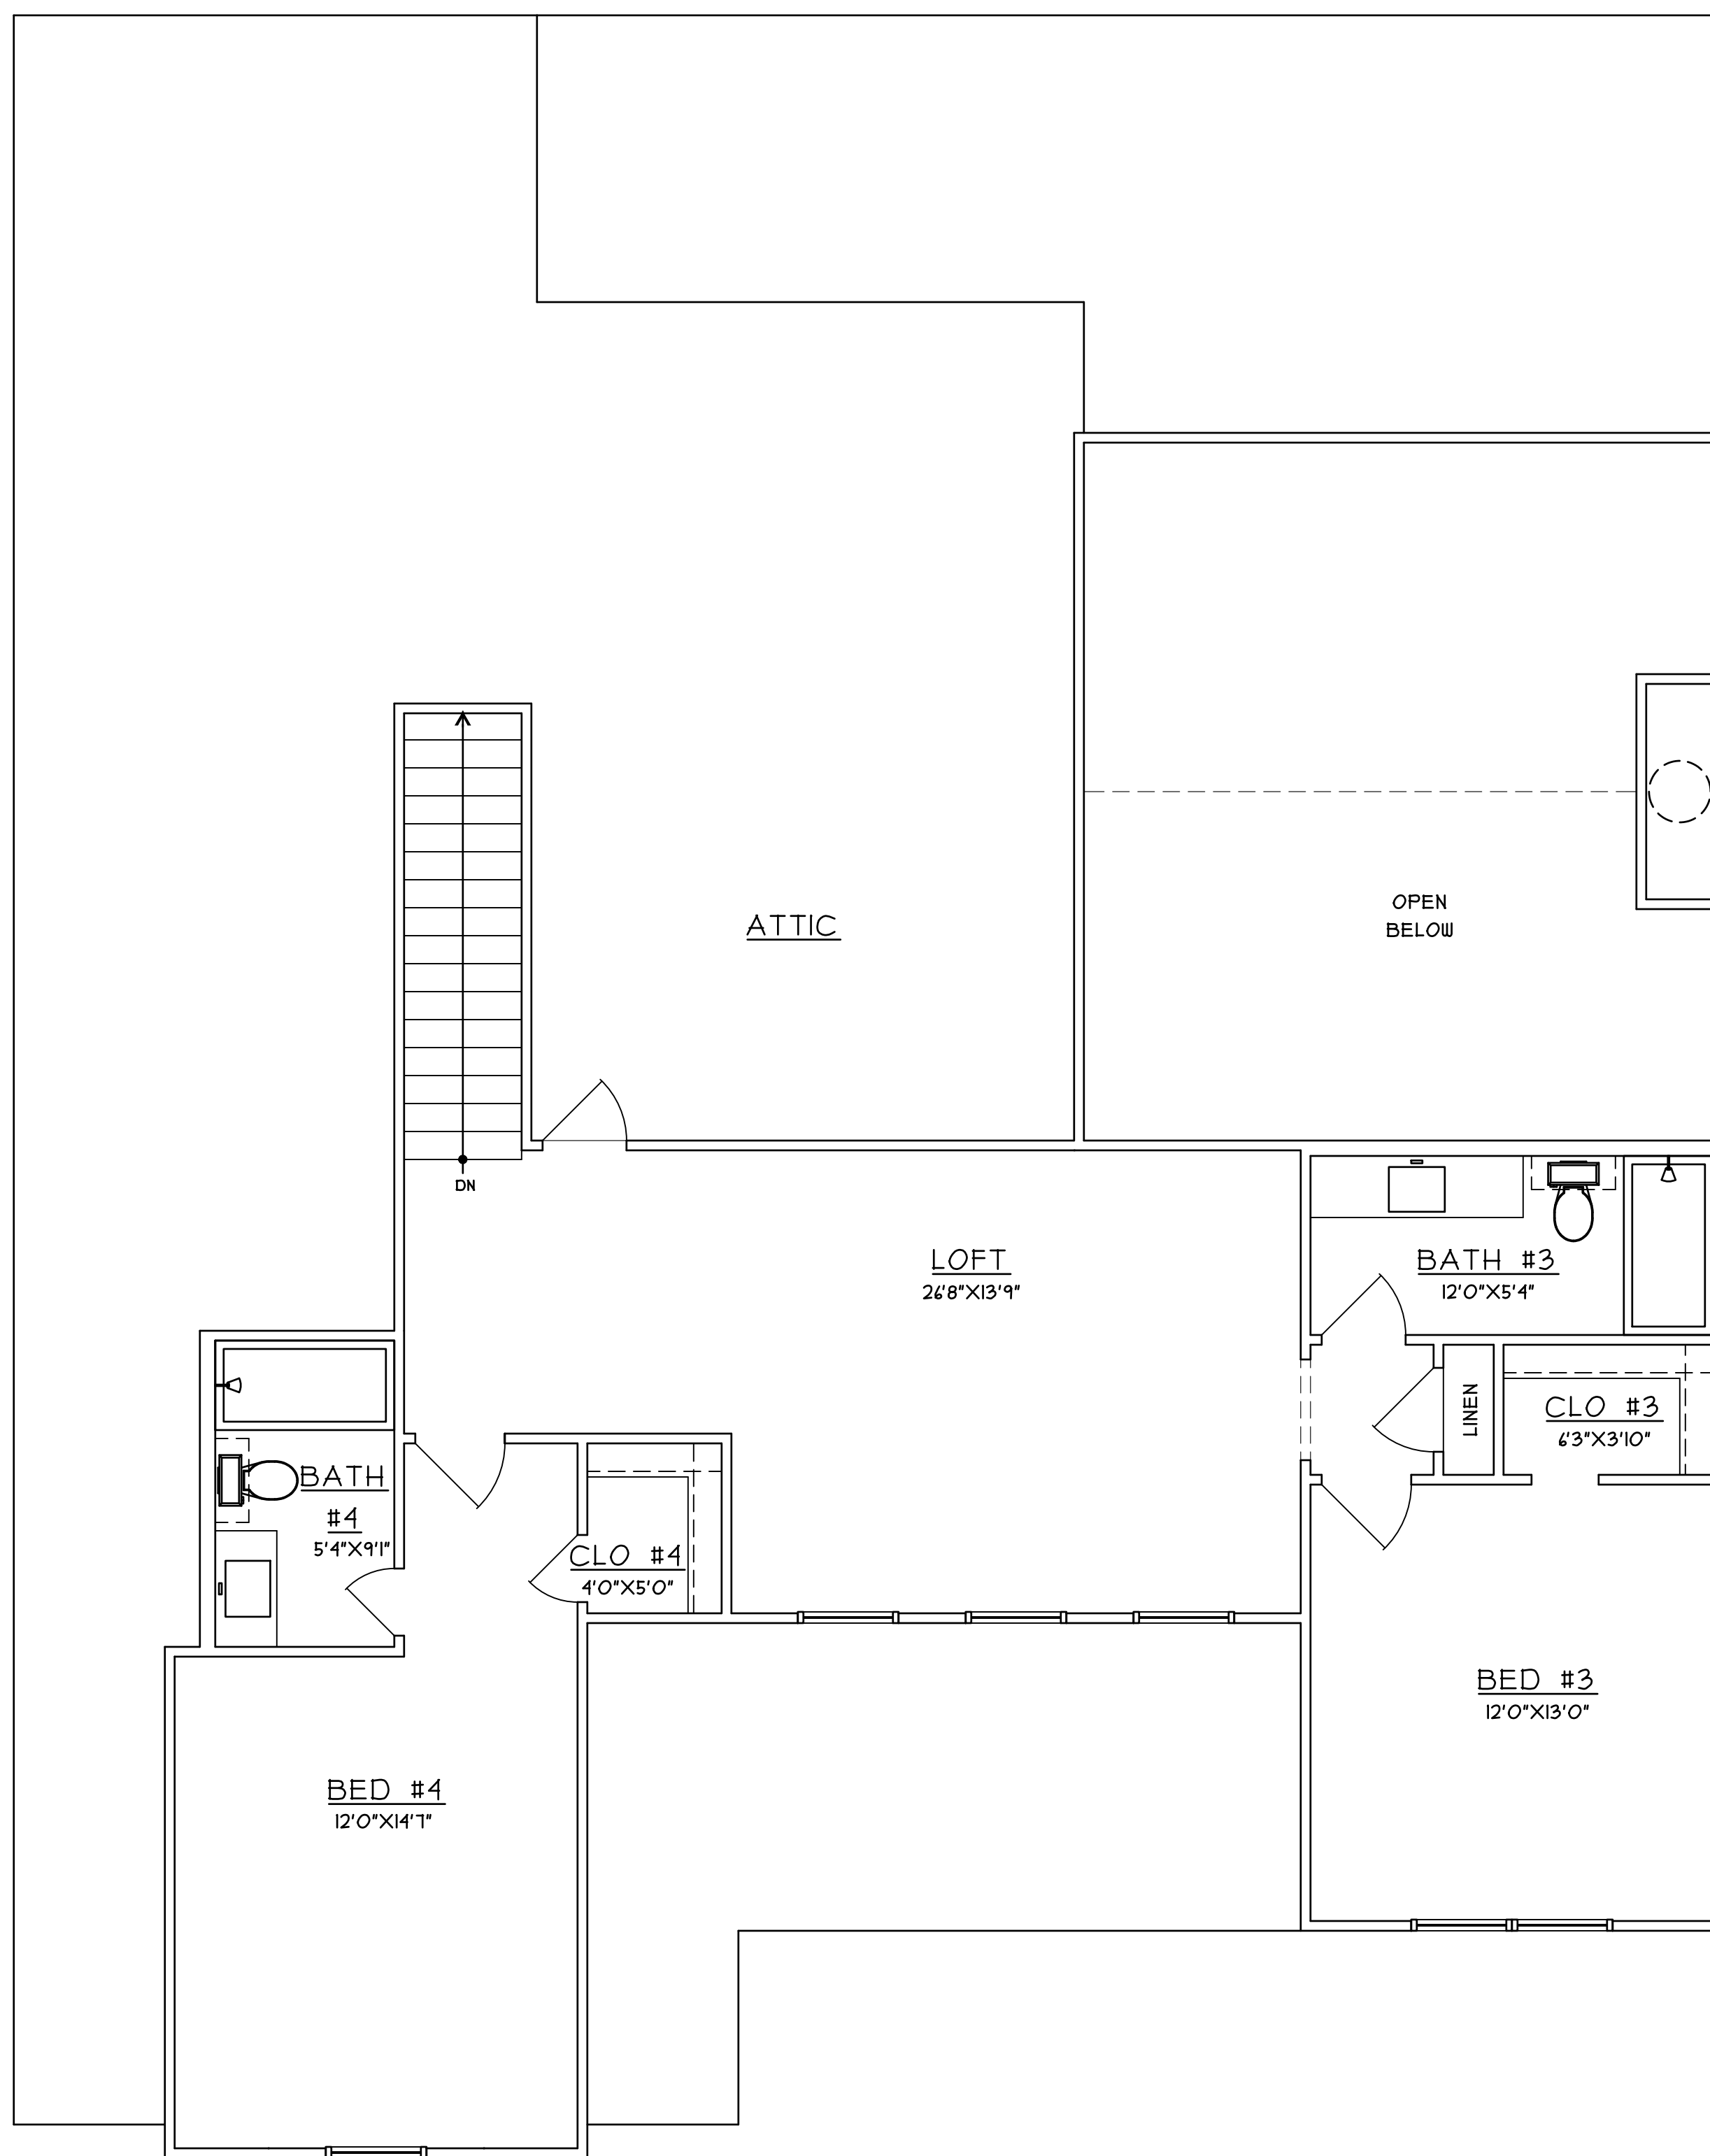 OPEN
BELOW
ATTIC
DN
LOFT
26'8"X13'9"
BATH #3
12'0"X5'4"
LINEN
CLO #3
6'3"X3'10"
BATH
#4
5'4"X9'1"
CLO #4
4'0"X5'0"
BED #3
12'0"X13'0"
BED #4
12'0"X14'7"